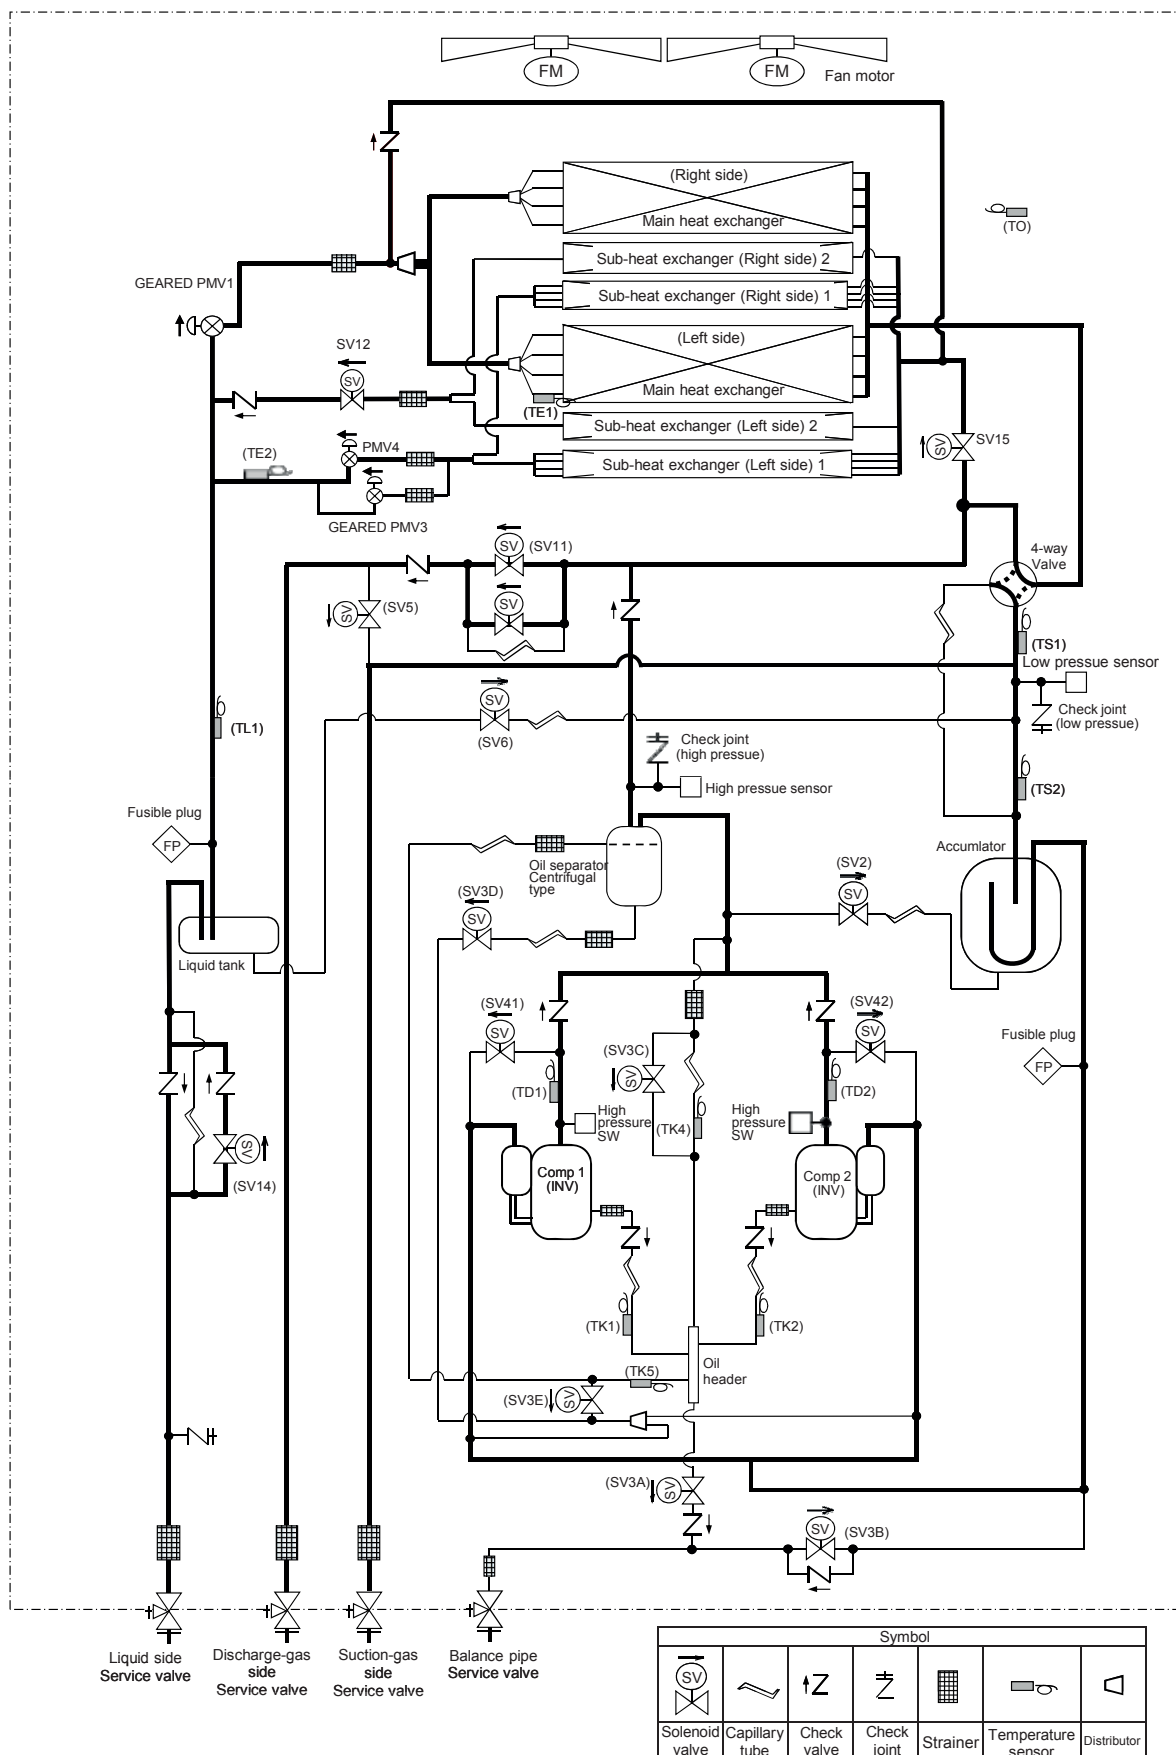 FM
FM
Fan motor
(Right side)
Main heat exchanger
(TO)
Sub-heat exchanger (Right side) 2
GEARED PMV1
Sub-heat exchanger (Right side) 1
SV12
SV
(Left side)
Main heat exchanger
(TE1)
Sub-heat exchanger (Left side) 2
SV15
SV
PMV4
(TE2)
Sub-heat exchanger (Left side) 1
GEARED PMV3
SV
(SV11)
4-way
Valve
SV
SV
(SV5)
(TS1)
Low pressue sensor
SV
(SV6)
(TL1)
Check joint
(low pressue)
Check joint
(high pressue)
High pressue sensor
(TS2)
Fusible plug
FP
Accumlator
Oil separator
Centrifugal
type
(SV2)
SV
(SV3D)
SV
Liquid tank
(SV41)
SV
(SV42)
SV
Fusible plug
FP
(SV3C)
SV
(TD1)
(TD2)
High
pressure
SW
High
pressure
SW
(TK4)
SV
(SV14)
Comp 1
(INV)
Comp 2
(INV)
(TK1)
(TK2)
Oil
header
(TK5)
(SV3E)
SV
(SV3A)
SV
SV
(SV3B)
Liquid side
Service valve
Discharge-gas
side
Service valve
Suction-gas
side
Service valve
Balance pipe
Service valve
Symbol
SV
Solenoid
valve
Capillary
tube
Check
valve
Check
joint
Strainer
Temperature
sensor
Distributor